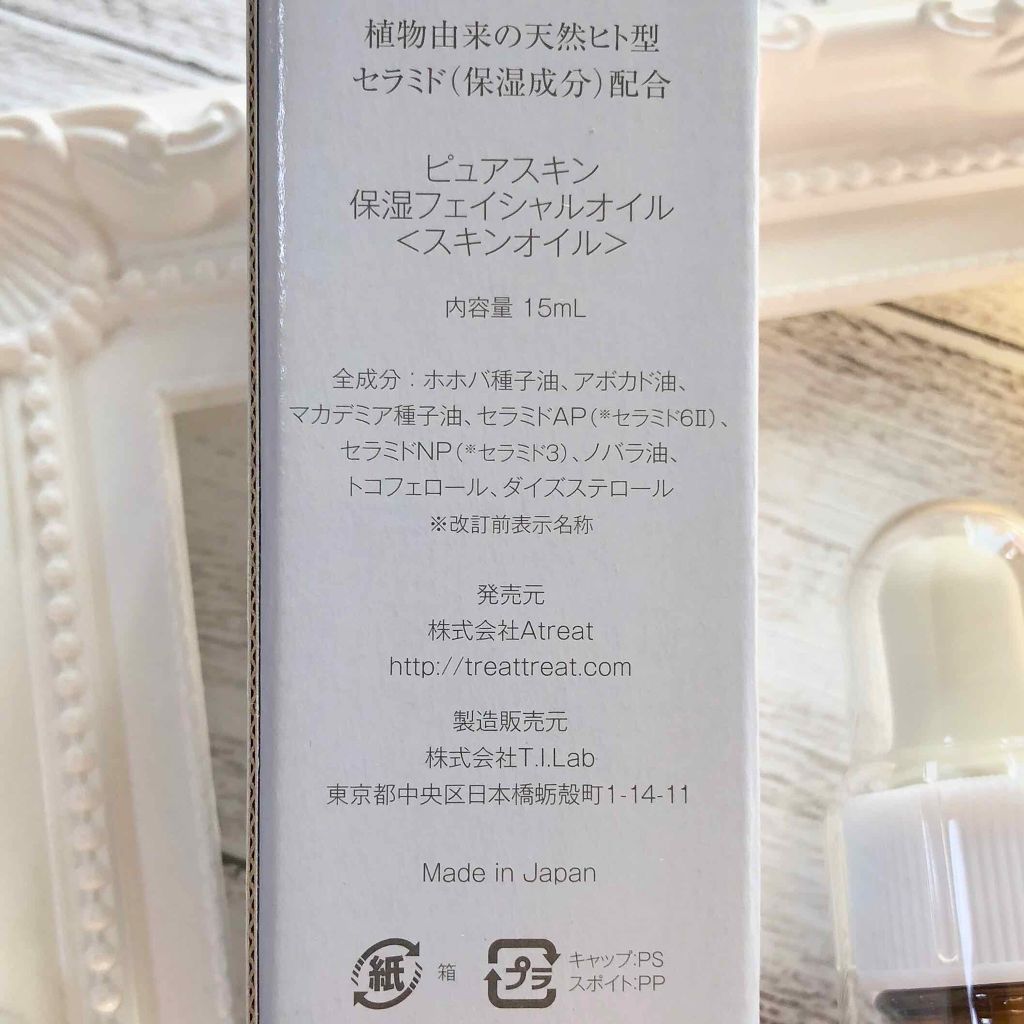 植物由来の天然ヒト型
セラミド(保湿成分)配合
ピュアスキン
保湿フェイシャルオイル
<スキンオイル>
内容量 15mL
全成分：ホホバ種子油、アボカド油、
マカデミア種子油、セラミドAP(※セラミド6Ⅱ)、
セラミドNP(※セラミド3)、ノバラ油、
トコフェロール、ダイズステロール
※改訂前表示名称
発売元
株式会社Atreat
http://treattreat.com
製造販売元
株式会社T.I.Lab
東京都中央区日本橋蛎殻町1-14-11
Made in Japan
紙 箱
プラ キャップ:PS
スポイト:PP